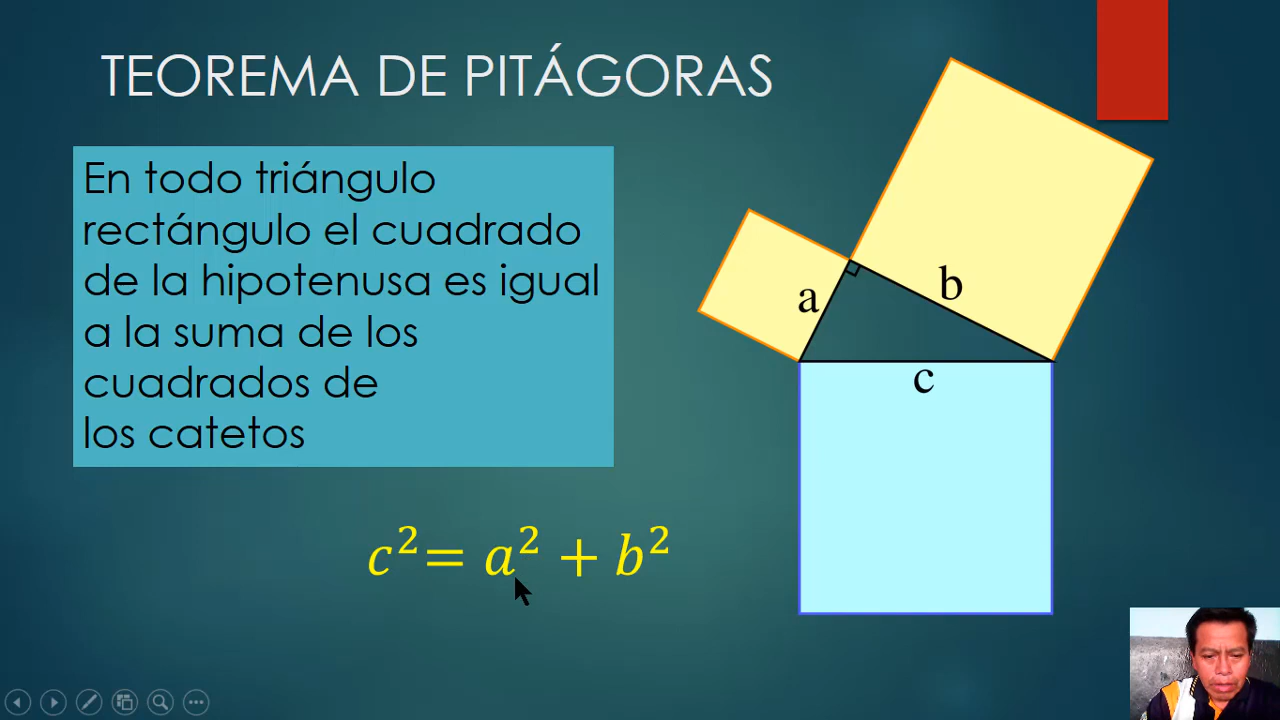 TEOREMA DE PITÁGORAS
En todo triángulo
rectángulo el cuadrado
de la hipotenusa es igual
a la suma de los
cuadrados de
los catetos
c² = a² + b²
a
b
c